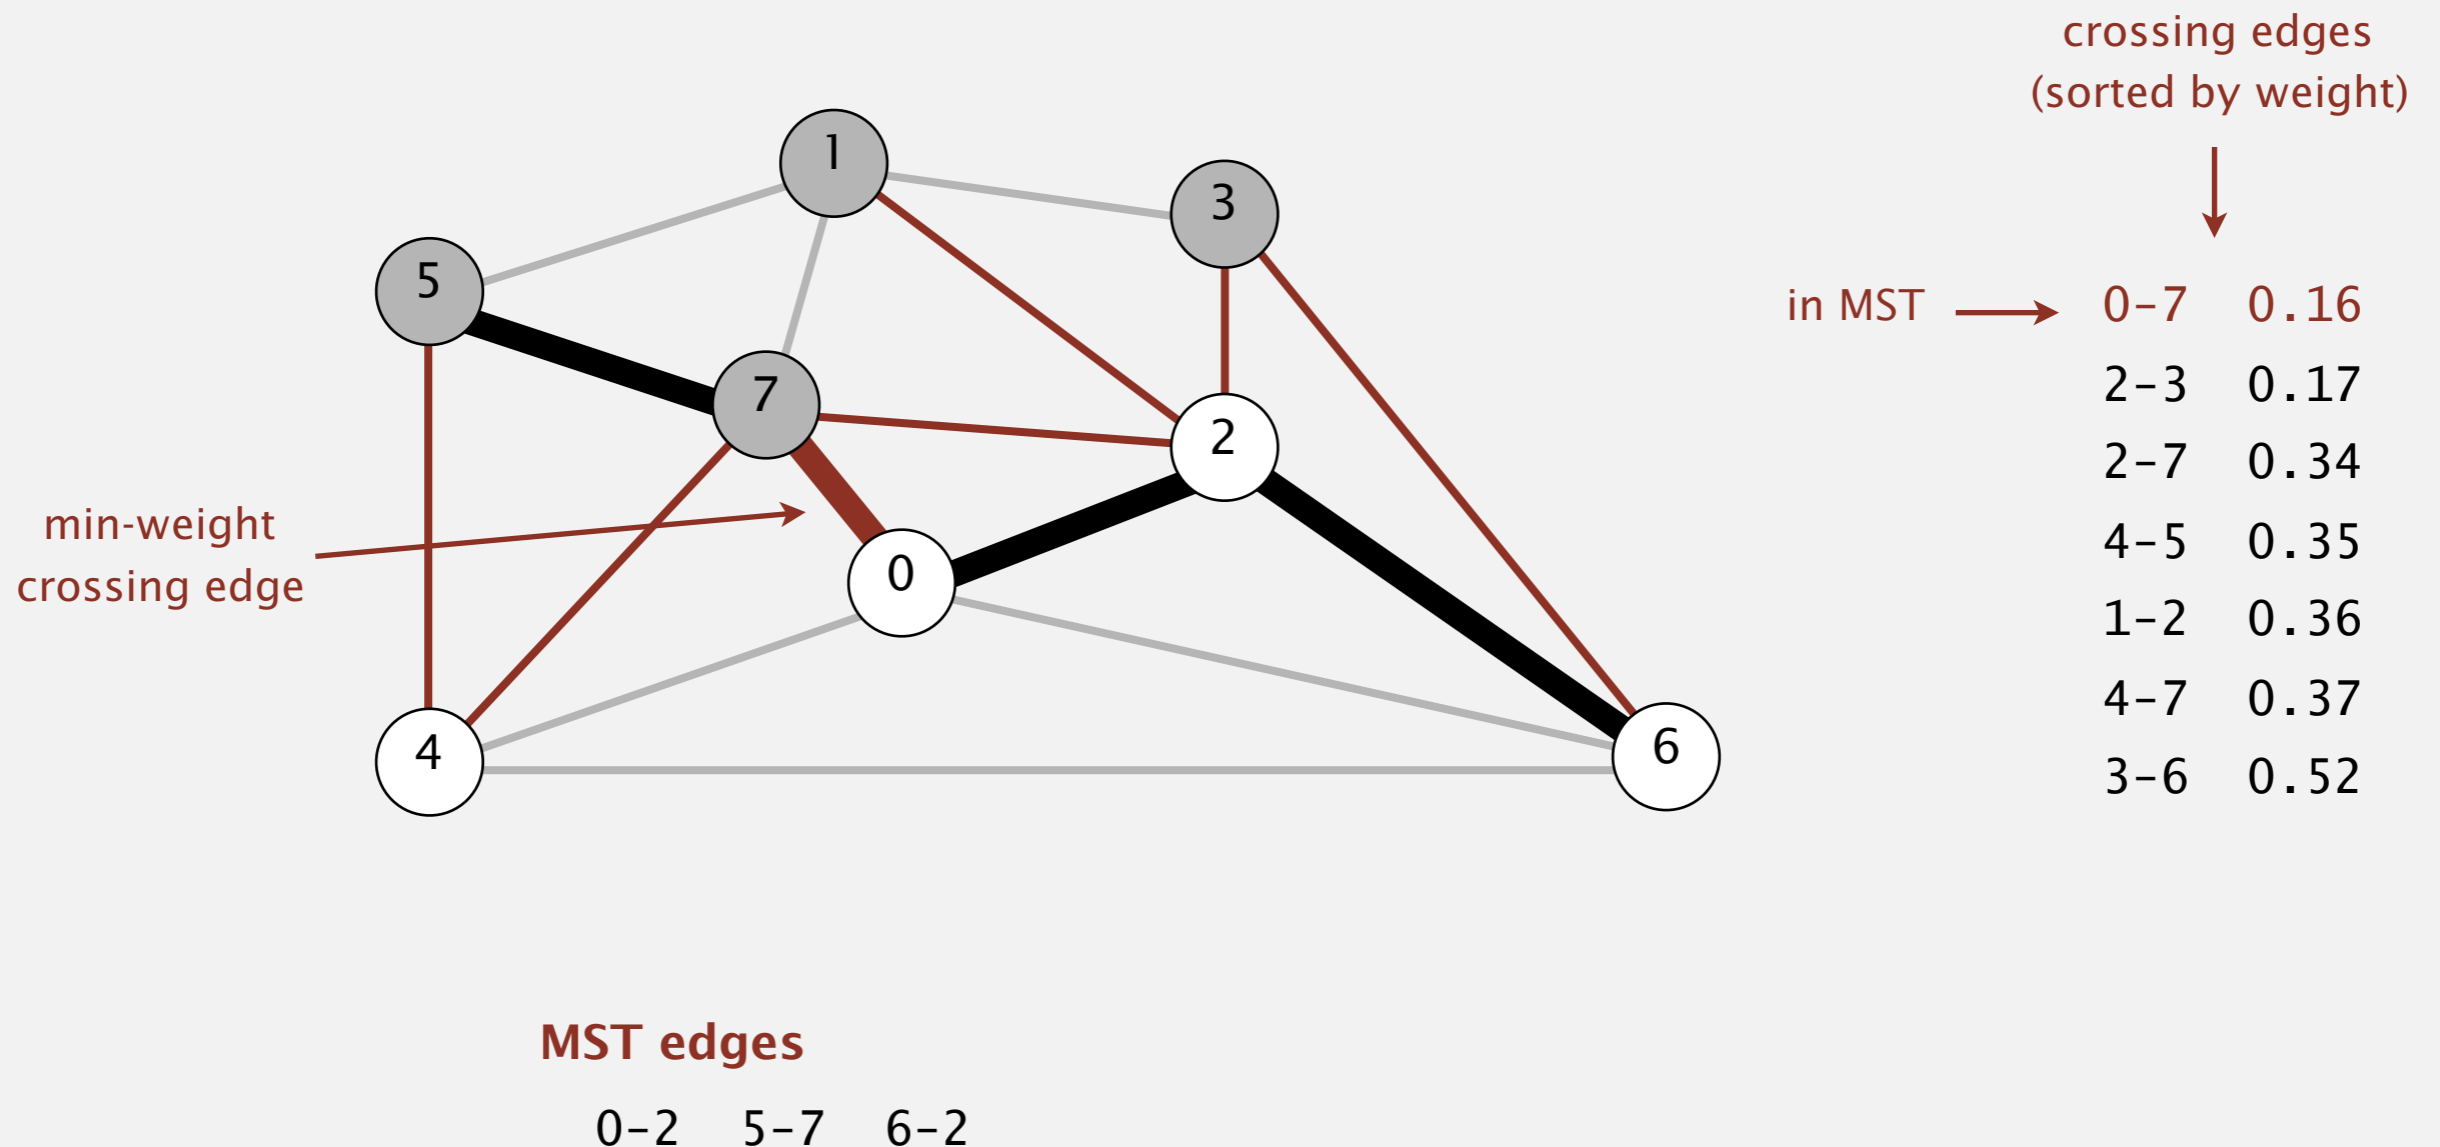 crossing edges
(sorted by weight)
1
3
5
in MST
0-7 0.16
7
2-3 0.17
2
2-7 0.34
min-weight
crossing edge
4-5 0.35
0
1-2 0.36
4-7 0.37
4
6
3-6 0.52
MST edges
0-2 5-7 6-2